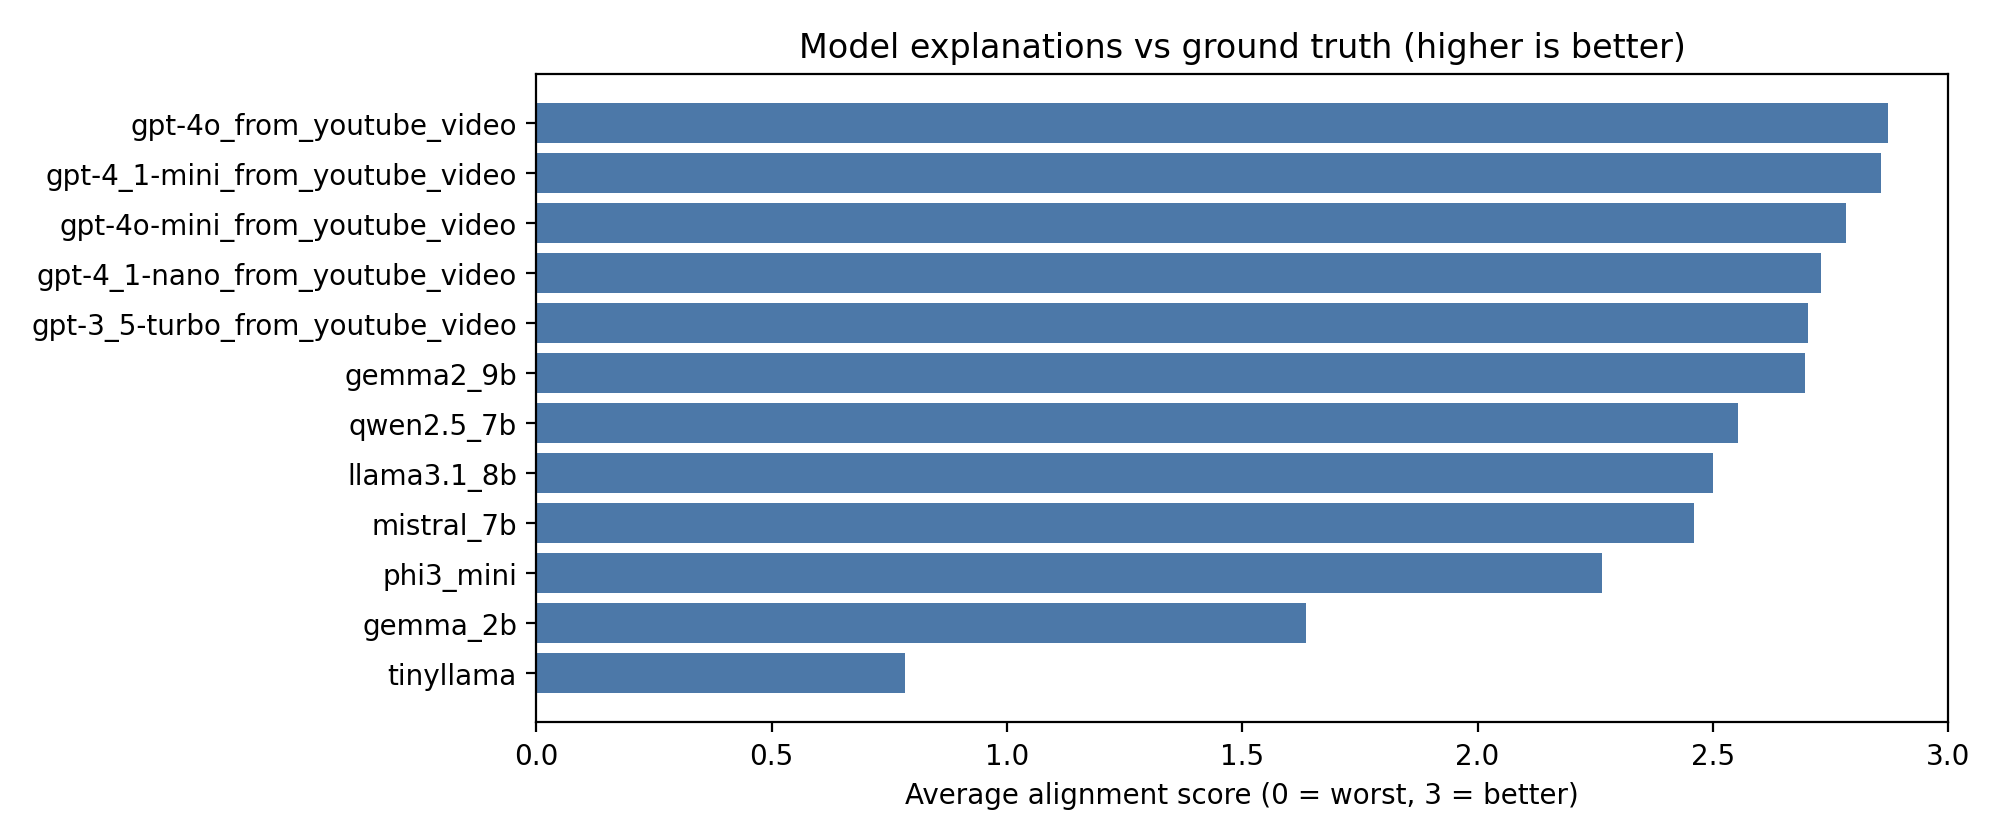 Model explanations vs ground truth (higher is better)
gpt-4o_from_youtube_video
gpt-4_1-mini_from_youtube_video
gpt-4o-mini_from_youtube_video
gpt-4_1-nano_from_youtube_video
gpt-3_5-turbo_from_youtube_video
gemma2_9b
qwen2.5_7b
llama3.1_8b
mistral_7b
phi3_mini
gemma_2b
tinyllama
0.0 0.5 1.0 1.5 2.0 2.5 3.0
Average alignment score (0 = worst, 3 = better)